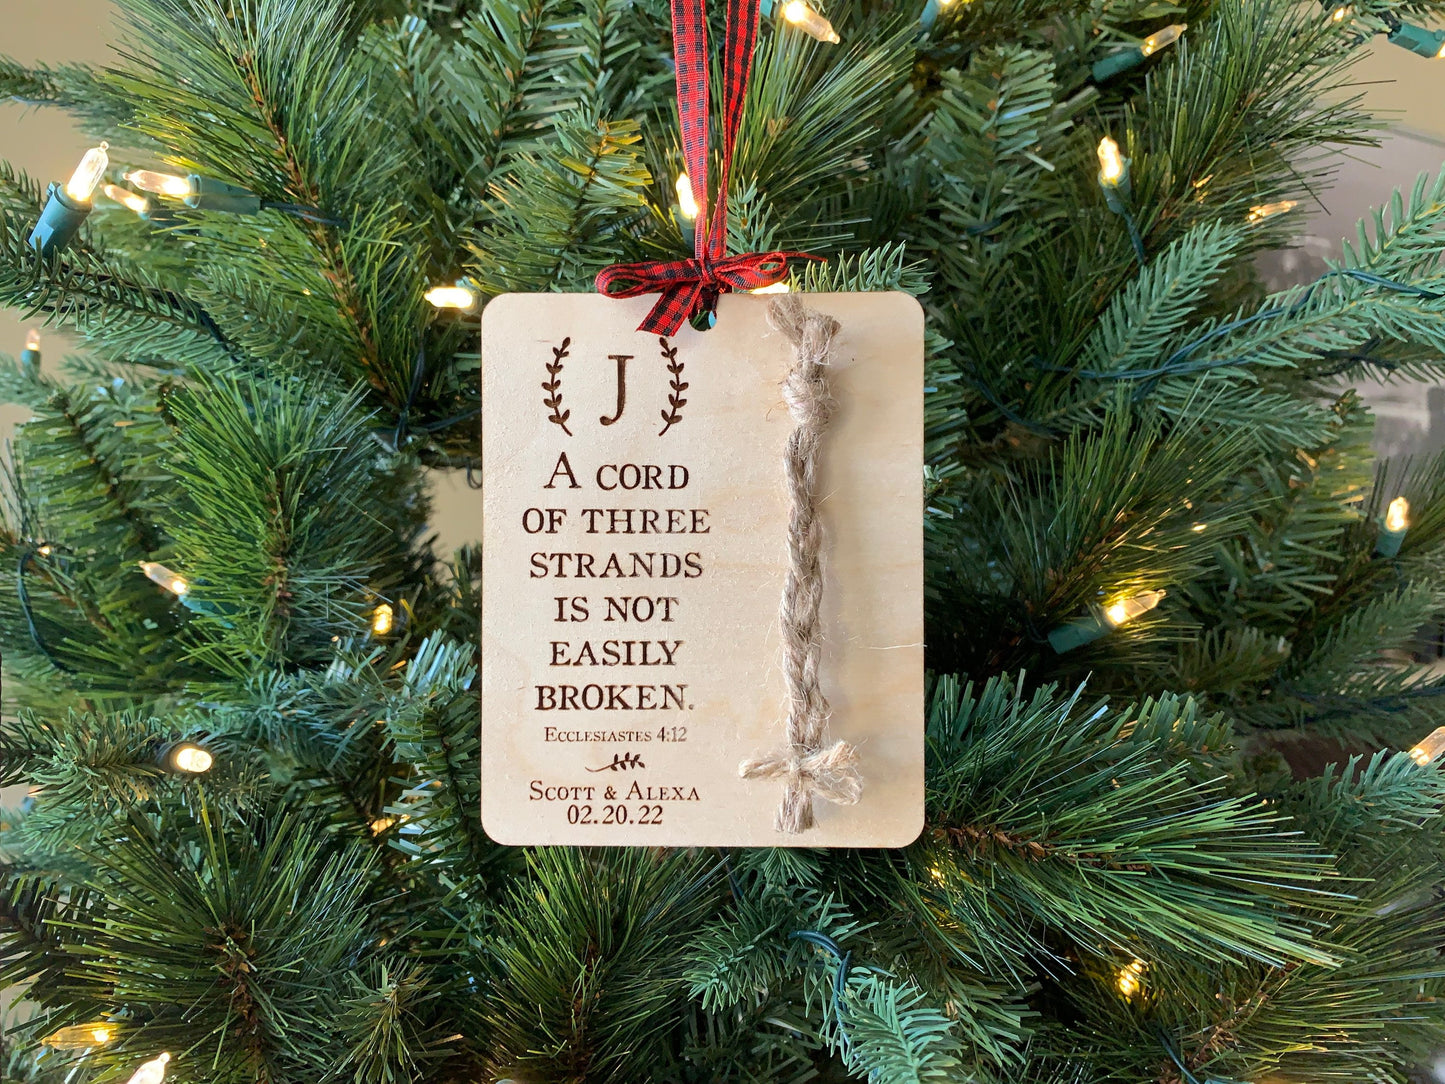 J
A CORD
OF THREE
STRANDS
IS NOT
EASILY
BROKEN.
ECCLESIASTES 4:12
SCOTT & ALEXA
02.20.22